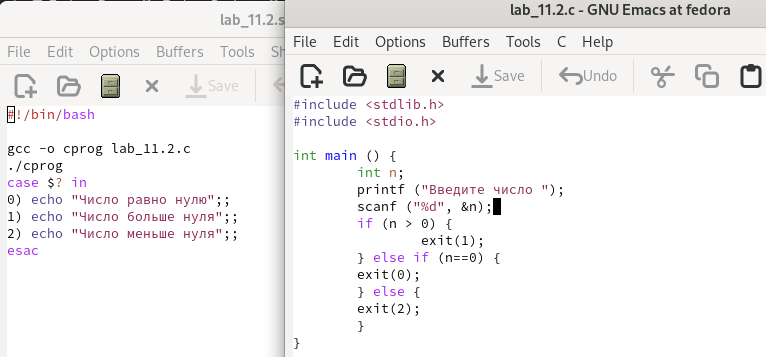 lab_11.2.s
File Edit Options Buffers Tools Sh
Save
#!/bin/bash
gcc -o cprog lab_11.2.c
./cprog
case $? in
0) echo "Число равно нулю";;
1) echo "Число больше нуля";;
2) echo "Число меньше нуля";;
esac
lab_11.2.c - GNU Emacs at fedora
File Edit Options Buffers Tools C Help
Save Undo
#include <stdlib.h>
#include <stdio.h>
int main () {
int n;
printf ("Введите число ");
scanf ("%d", &n);
if (n > 0) {
exit(1);
} else if (n==0) {
exit(0);
} else {
exit(2);
}
}